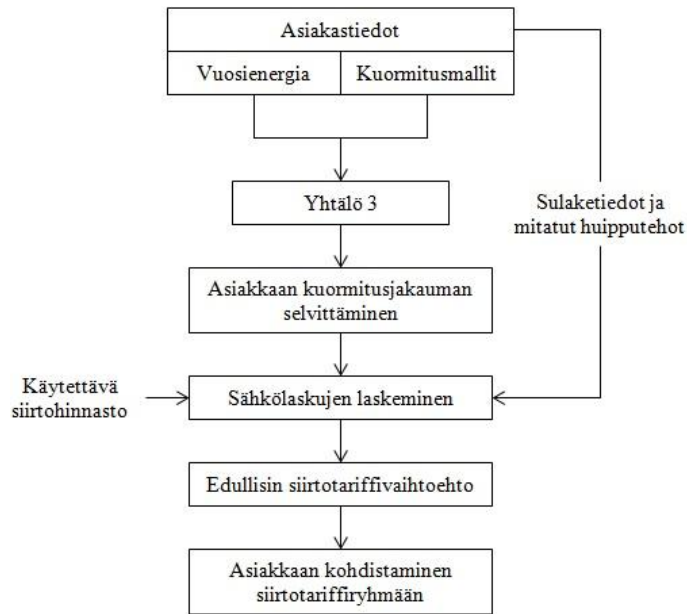 Asiakastiedot
Vuosienergia
Kuormitusmallit
Yhtälö 3
Sulaketiedot ja
mitatut huipputehot
Asiakkaan kuormitusjakauman
selvittäminen
Käytettävä
siirtohinnasto
Sähkölaskujen laskeminen
Edullisin siirtotariffivaihtoehto
Asiakkaan kohdistaminen
siirtotariffiryhmään